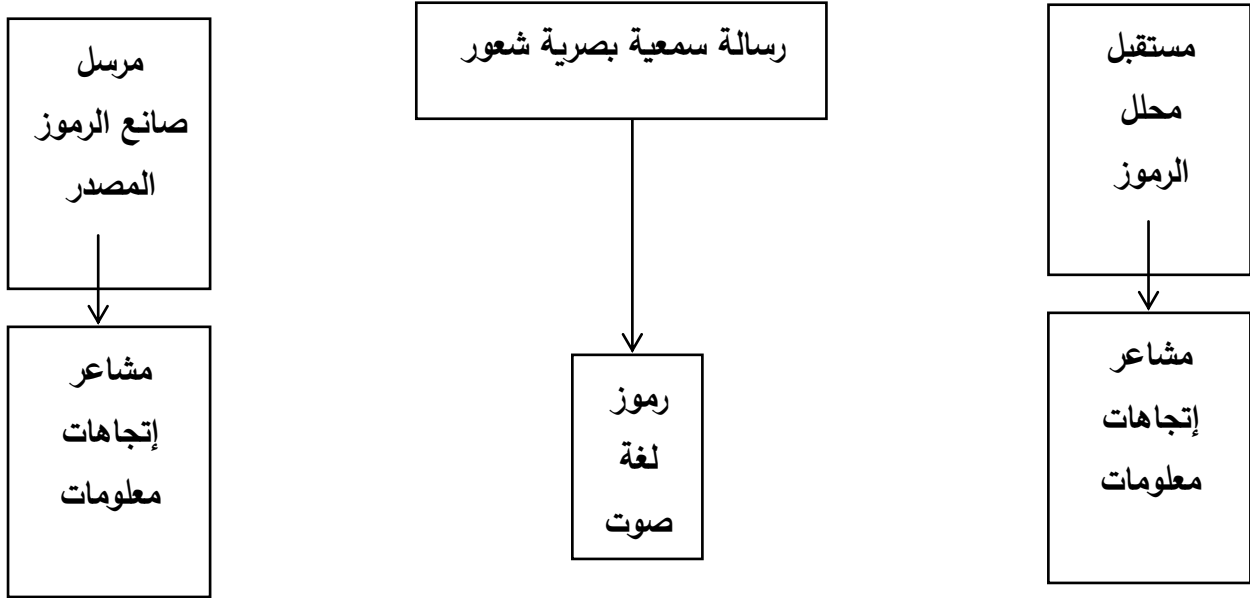 مستقبل
محلل
الرموز
رسالة سمعية بصرية شعور
مرسل
صانع الرموز
المصدر
مشاعر
إتجاهات
معلومات
رموز
لغة
صوت
مشاعر
إتجاهات
معلومات